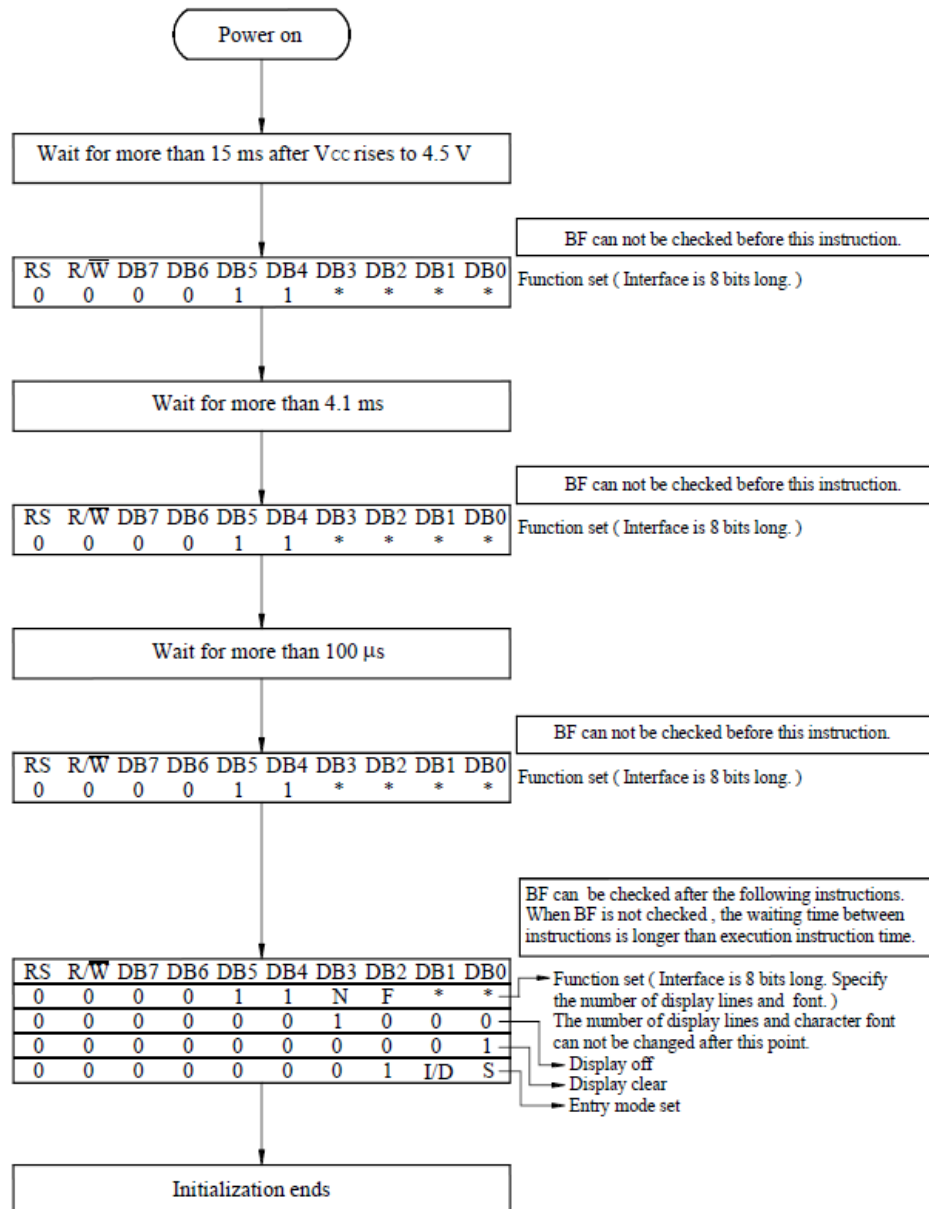 Power on
Wait for more than 15 ms after VCC rises to 4.5 V
BF can not be checked before this instruction.
RS R/W̅ DB7 DB6 DB5 DB4 DB3 DB2 DB1 DB0
0 0 0 0 1 1 * * * *
Function set ( Interface is 8 bits long. )
Wait for more than 4.1 ms
BF can not be checked before this instruction.
RS R/W̅ DB7 DB6 DB5 DB4 DB3 DB2 DB1 DB0
0 0 0 0 1 1 * * * *
Function set ( Interface is 8 bits long. )
Wait for more than 100 µs
BF can not be checked before this instruction.
RS R/W̅ DB7 DB6 DB5 DB4 DB3 DB2 DB1 DB0
0 0 0 0 1 1 * * * *
Function set ( Interface is 8 bits long. )
BF can be checked after the following instructions.
When BF is not checked , the waiting time between
instructions is longer than execution instruction time.
RS R/W̅ DB7 DB6 DB5 DB4 DB3 DB2 DB1 DB0
0 0 0 0 1 1 N F * *
0 0 0 0 0 0 1 0 0 0
0 0 0 0 0 0 0 0 0 1
0 0 0 0 0 0 0 1 I/D S
Function set ( Interface is 8 bits long. Specify
the number of display lines and font. )
The number of display lines and character font
can not be changed after this point.
Display off
Display clear
Entry mode set
Initialization ends